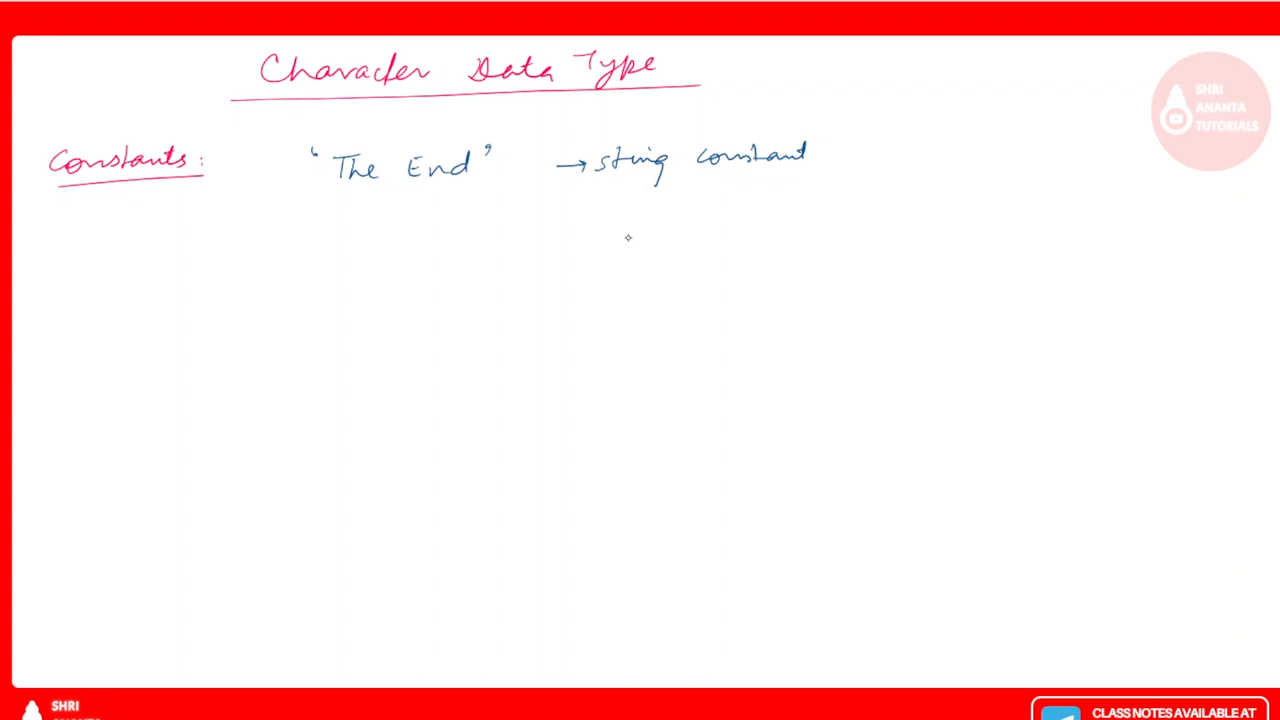 Character Data Type
SHRI
ANANTA
TUTORIALS
Constants: ‘The End’ → string constant
SHRI
CLASS NOTES AVAILABLE AT